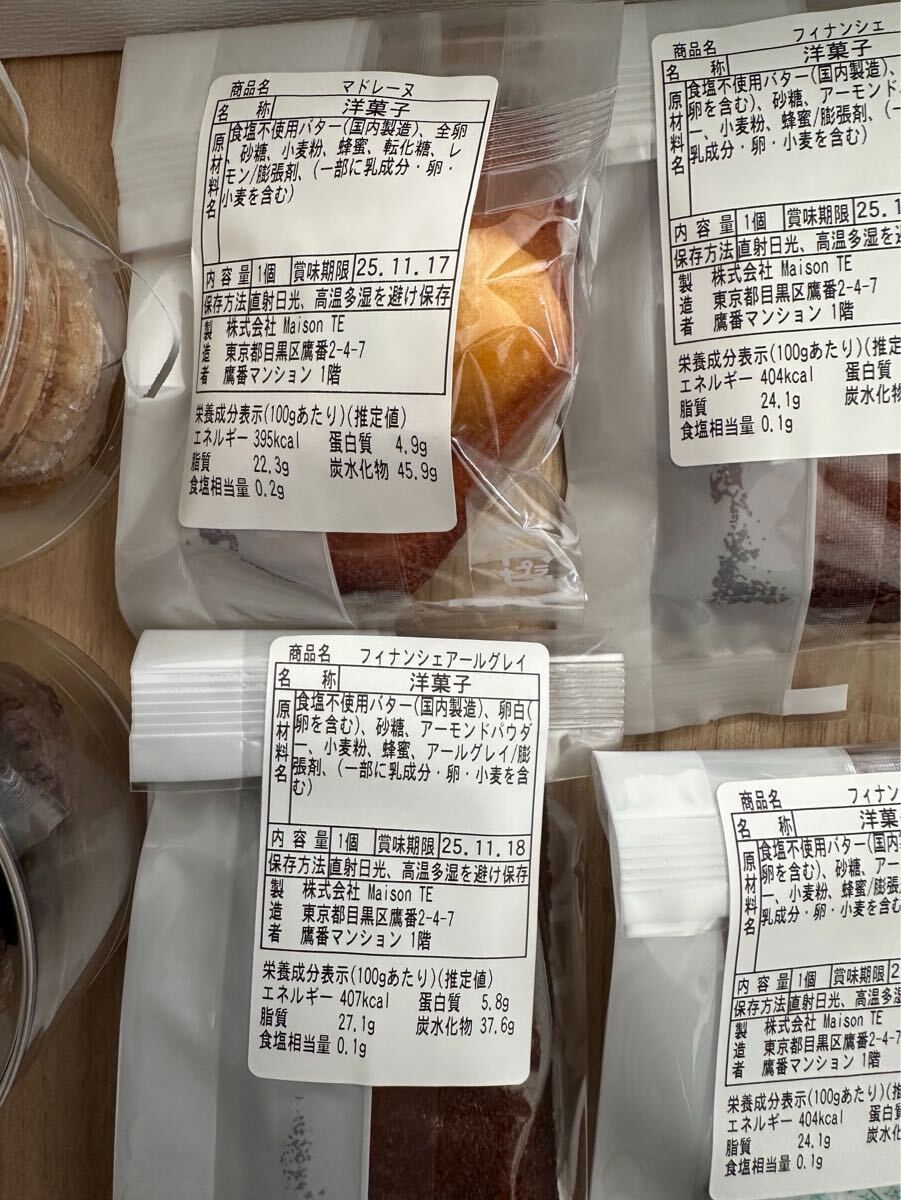 商品名 マドレーヌ
名 称 洋菓子
原材料名 食塩不使用バター(国内製造)、全卵
、砂糖、小麦粉、蜂蜜、転化糖、レ
モン/膨張剤、(一部に乳成分・卵・
小麦を含む)
内容量 1個 賞味期限 25.11.17
保存方法 直射日光、高温多湿を避け保存
製造者 株式会社 Maison TE
東京都目黒区鷹番2-4-7
鷹番マンション 1階
栄養成分表示(100gあたり)(推定値)
エネルギー 395kcal 蛋白質 4.9g
脂質 22.3g 炭水化物 45.9g
食塩相当量 0.2g
プラ
商品名 フィナンシェ
名 称 洋菓子
原材料名 食塩不使用バター(国内製造)、
卵を含む)、砂糖、アーモンド
ー、小麦粉、蜂蜜/膨張剤、(一
乳成分・卵・小麦を含む)
内容量 1個 賞味期限 25.1
保存方法 直射日光、高温多湿を
製造者 株式会社 Maison TE
東京都目黒区鷹番2-4-7
鷹番マンション 1階
栄養成分表示(100gあたり)(推定
エネルギー 404kcal 蛋白質
脂質 24.1g 炭水化物
食塩相当量 0.1g
商品名 フィナンシェアールグレイ
名 称 洋菓子
原材料名 食塩不使用バター(国内製造)、卵白(
卵を含む)、砂糖、アーモンドパウダ
ー、小麦粉、蜂蜜、アールグレイ/膨
張剤、(一部に乳成分・卵・小麦を含
む)
内容量 1個 賞味期限 25.11.18
保存方法 直射日光、高温多湿を避け保存
製造者 株式会社 Maison TE
東京都目黒区鷹番2-4-7
鷹番マンション 1階
栄養成分表示(100gあたり)(推定値)
エネルギー 407kcal 蛋白質 5.8g
脂質 27.1g 炭水化物 37.6g
食塩相当量 0.1g
商品名 フィナン
名 称 洋菓
原材料名 食塩不使用バター(国内
卵を含む)、砂糖、アー
ー、小麦粉、蜂蜜/膨張
乳成分・卵・小麦を含む
内容量 1個 賞味期限 2
保存方法 直射日光、高温多湿
製造者 株式会社 Maison TE
東京都目黒区鷹番2-4-7
鷹番マンション 1階
栄養成分表示(100gあたり)(推
エネルギー 404kcal 蛋白質
脂質 24.1g 炭水化
食塩相当量 0.1g